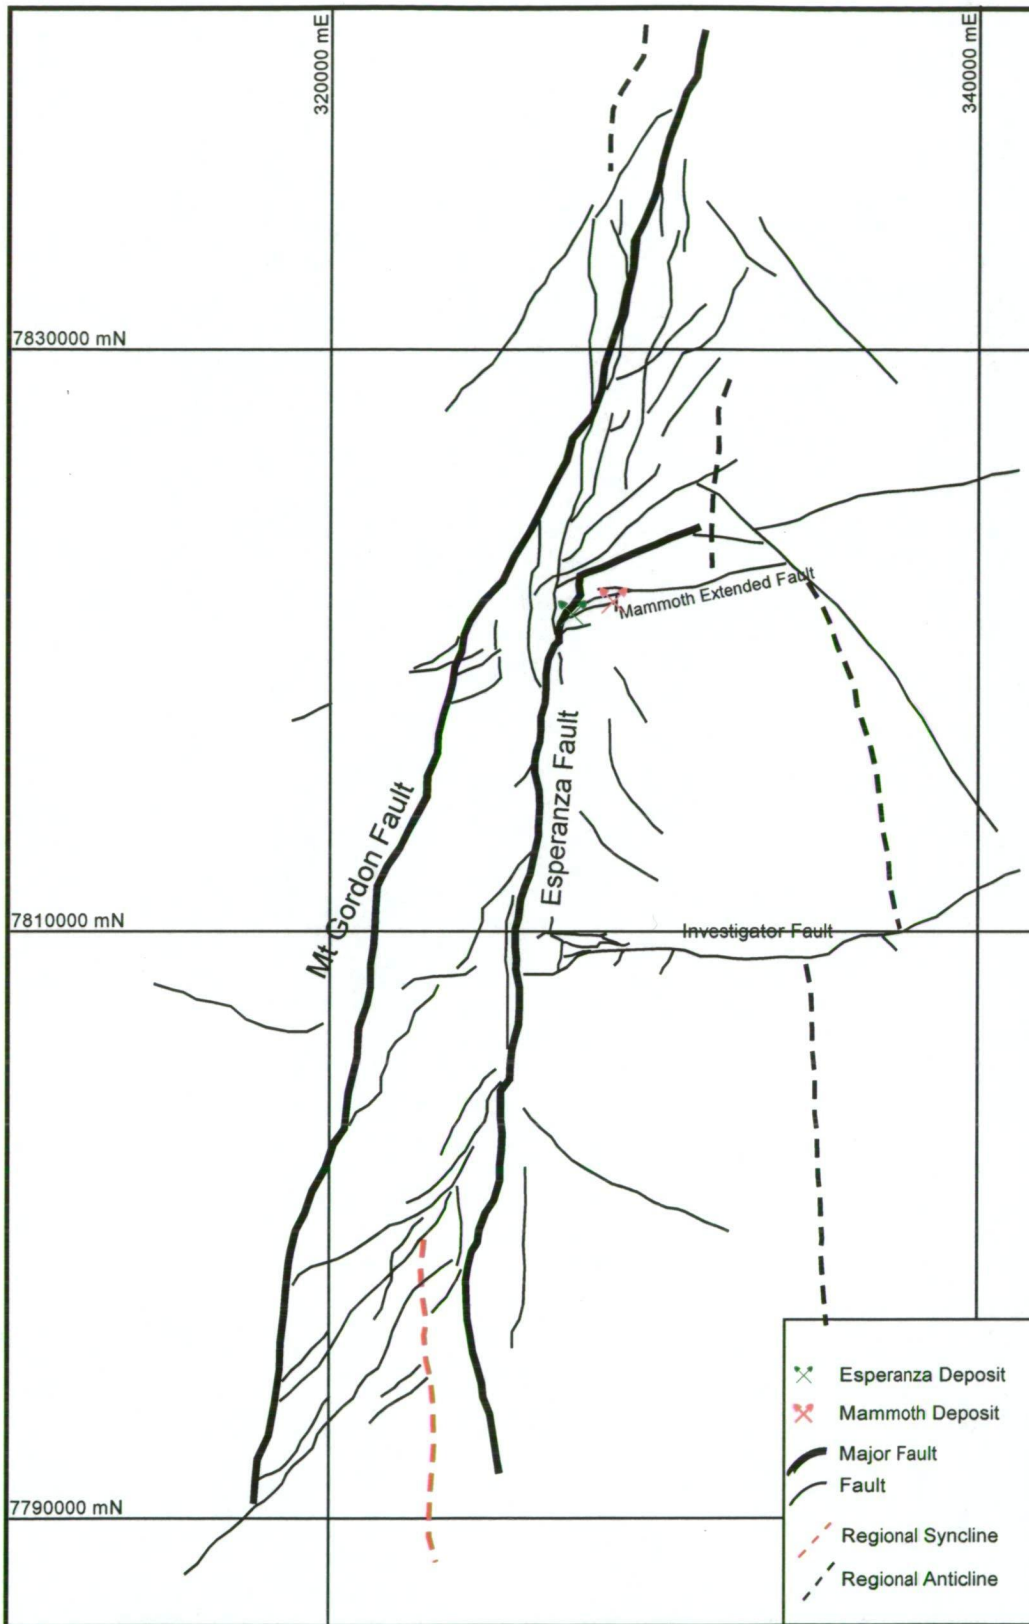 320000 mE
340000 mE
7830000 mN
Mammoth Extended Fault
Esperanza Fault
Mt Gordon Fault
7810000 mN
Investigator Fault
7790000 mN
Esperanza Deposit
Mammoth Deposit
Major Fault
Fault
Regional Syncline
Regional Anticline